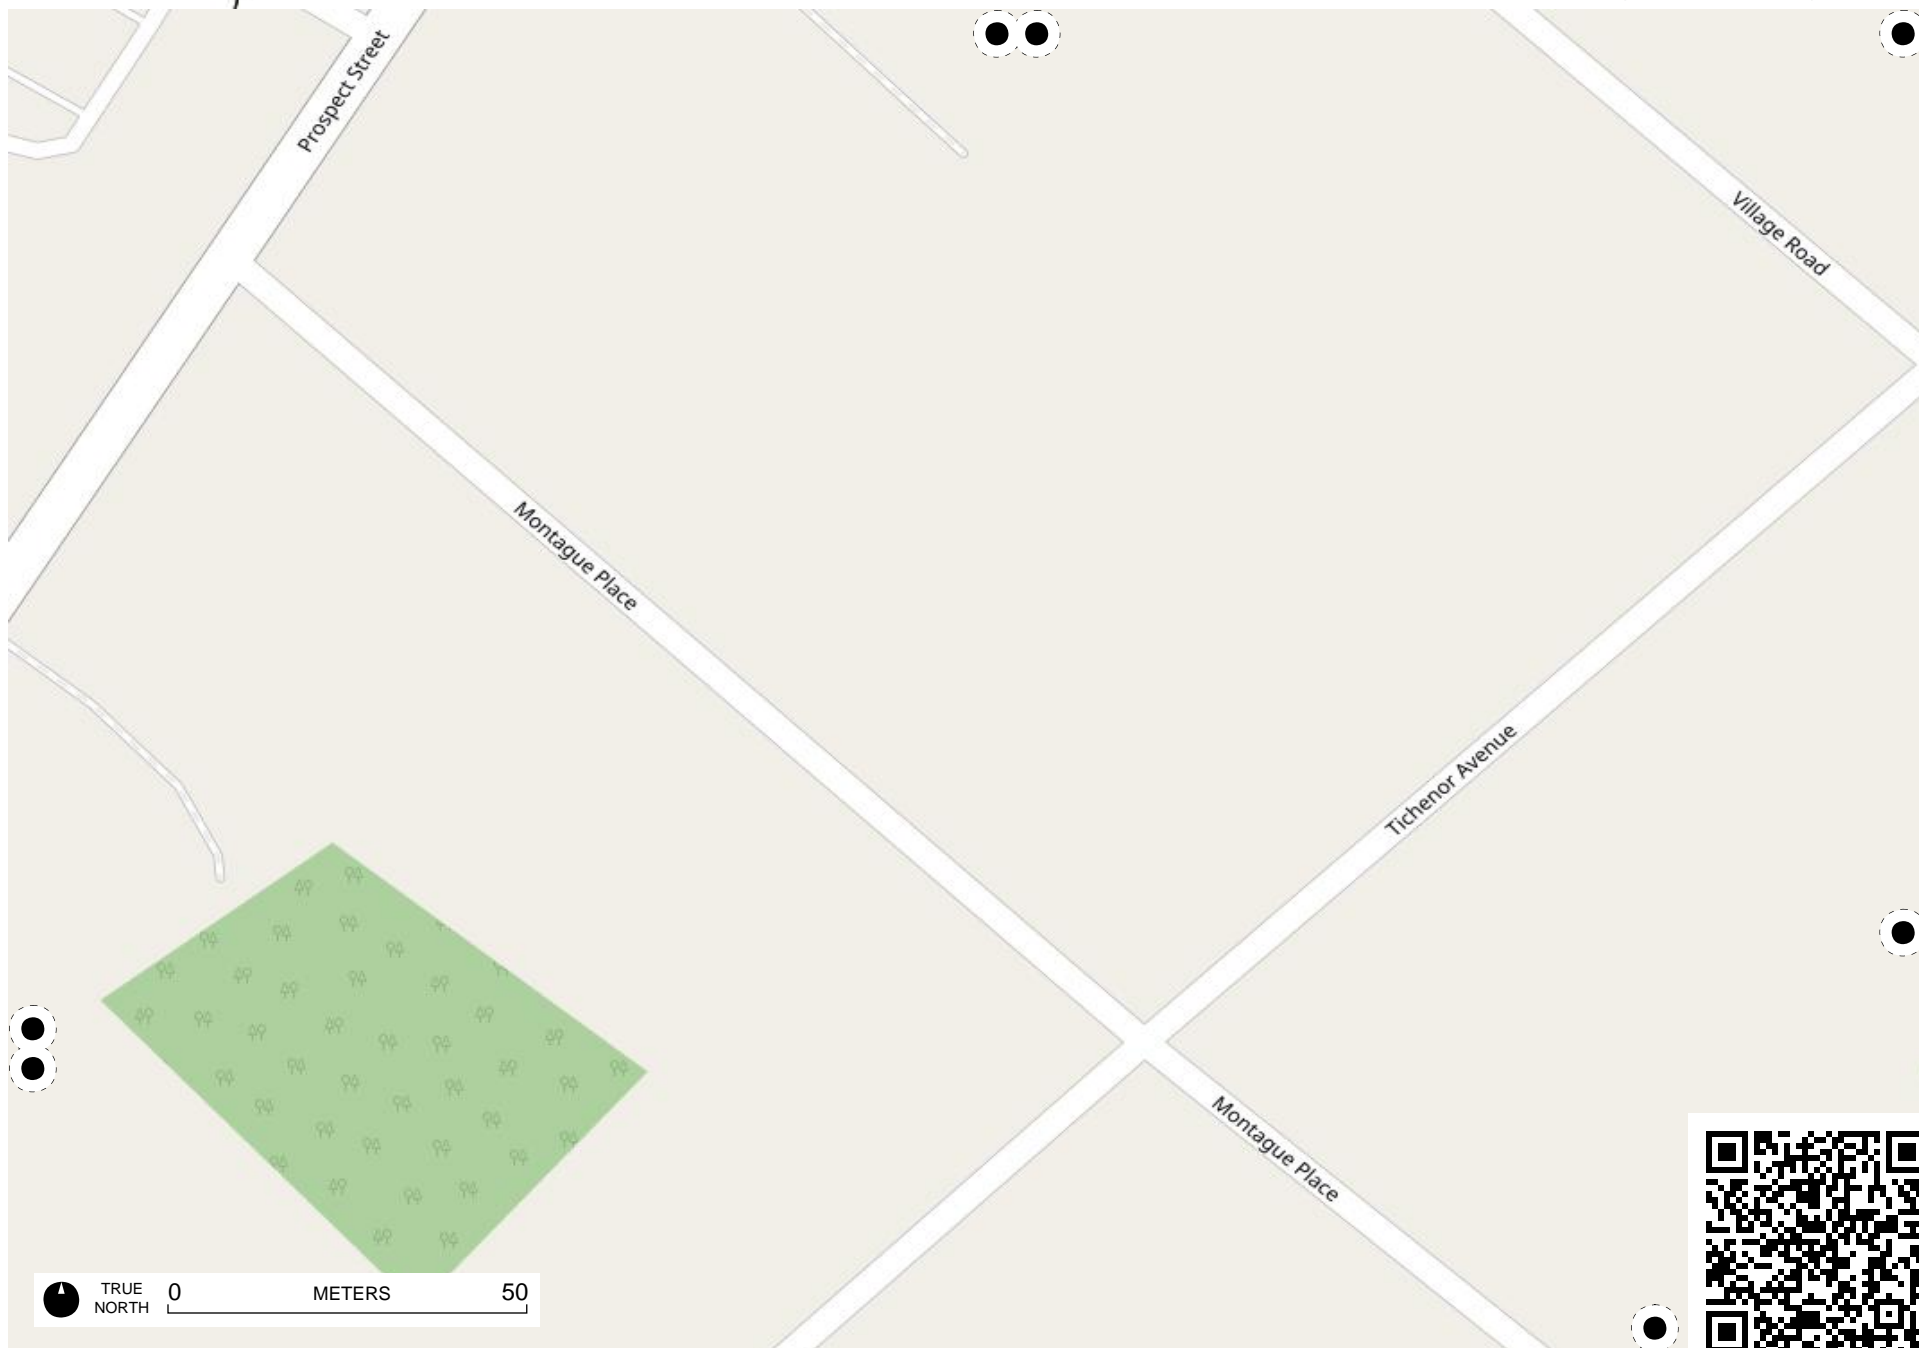 Prospect Street
Village Road
Montague Place
Tichenor Avenue
Montague Place
TRUE
NORTH
0 METERS 50